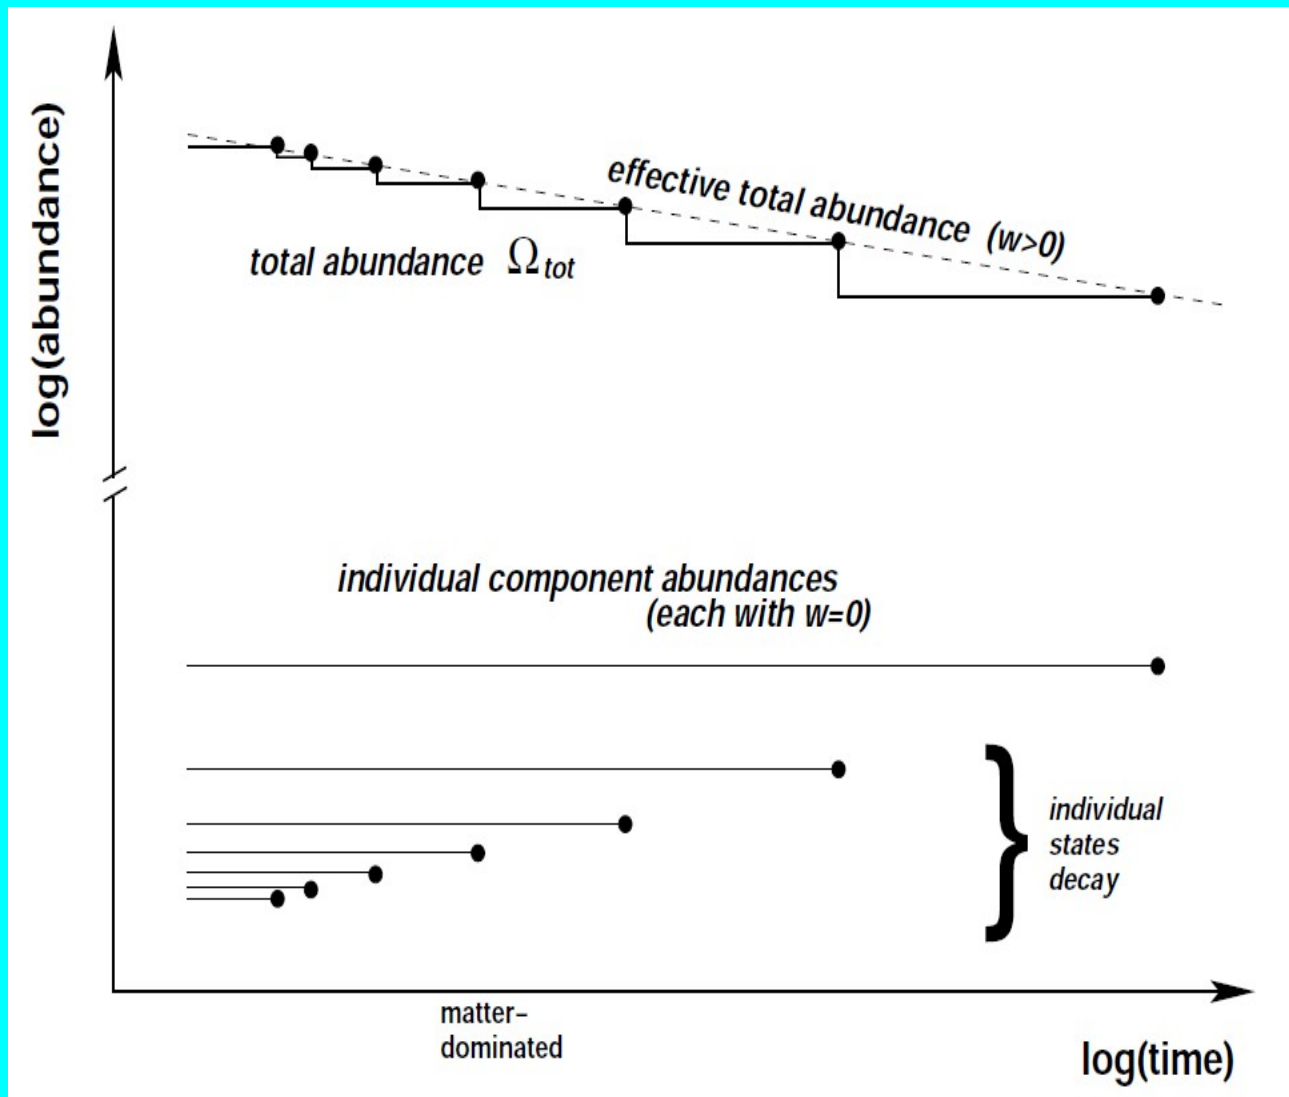 log(abundance)
effective total abundance (w>0)
total abundance Ωtot
individual component abundances
(each with w=0)
individual
states
decay
matter–
dominated
log(time)